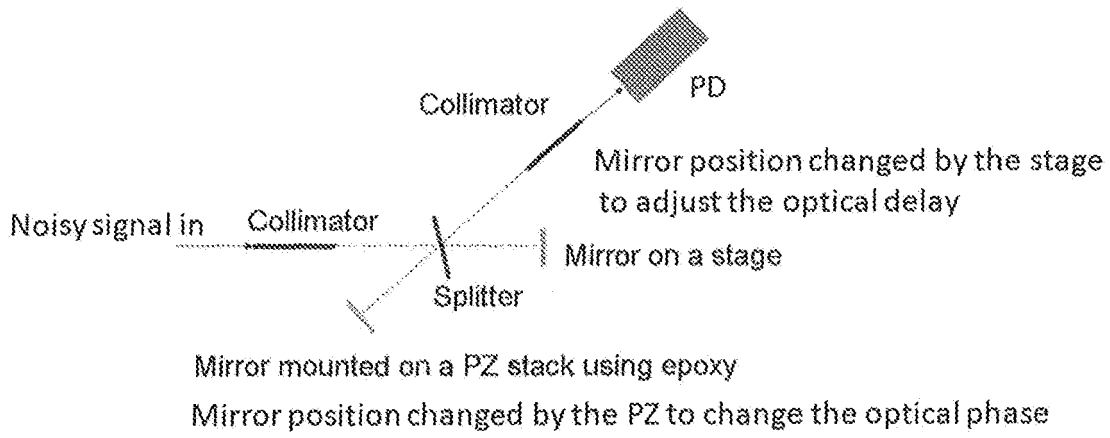 PD
Collimator
Mirror position changed by the stage
to adjust the optical delay
Noisy signal in
Collimator
Mirror on a stage
Splitter
Mirror mounted on a PZ stack using epoxy
Mirror position changed by the PZ to change the optical phase